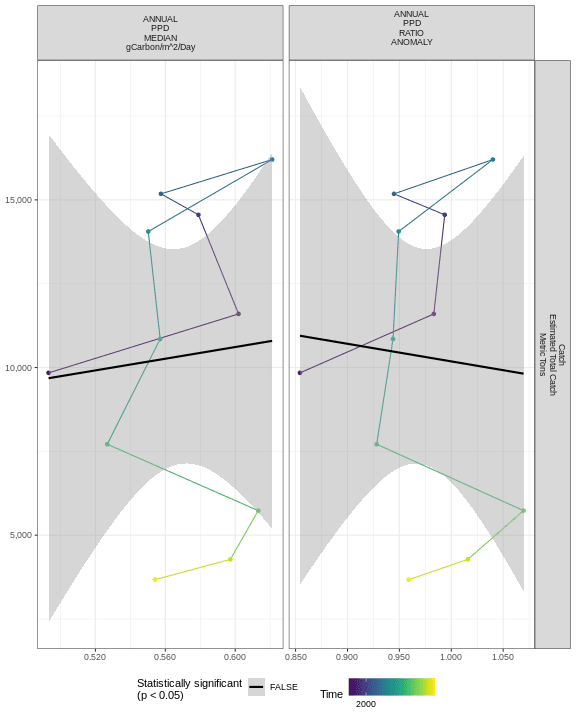 ANNUAL
PPD
MEDIAN
gCarbon/m^2/Day
ANNUAL
PPD
RATIO
ANOMALY
15,000
10,000
5,000
Catch
Estimated Total Catch
Metric Tons
0.520
0.560
0.600
0.850
0.900
0.950
1.000
1.050
Statistically significant
(p < 0.05)
FALSE
Time
2000